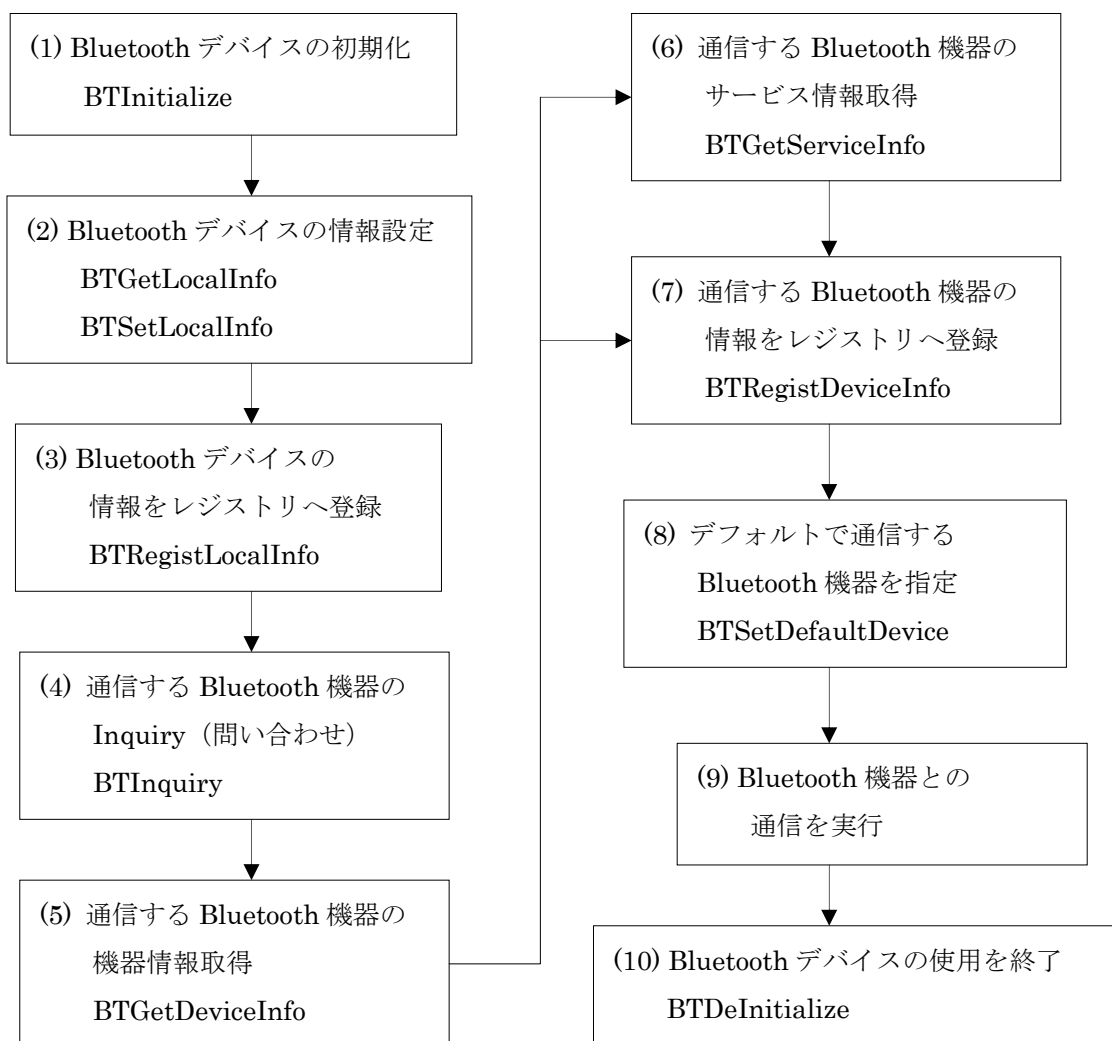 (1) Bluetooth デバイスの初期化
BTInitialize
(2) Bluetooth デバイスの情報設定
BTGetLocalInfo
BTSetLocalInfo
(3) Bluetooth デバイスの
情報をレジストリへ登録
BTRegistLocalInfo
(4) 通信する Bluetooth 機器の
Inquiry（問い合わせ）
BTInquiry
(5) 通信する Bluetooth 機器の
機器情報取得
BTGetDeviceInfo
(6) 通信する Bluetooth 機器の
サービス情報取得
BTGetServiceInfo
(7) 通信する Bluetooth 機器の
情報をレジストリへ登録
BTRegistDeviceInfo
(8) デフォルトで通信する
Bluetooth 機器を指定
BTSetDefaultDevice
(9) Bluetooth 機器との
通信を実行
(10) Bluetooth デバイスの使用を終了
BTDeInitialize